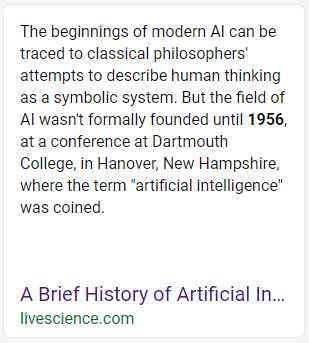 The beginnings of modern AI can be
traced to classical philosophers'
attempts to describe human thinking
as a symbolic system. But the field of
AI wasn't formally founded until 1956,
at a conference at Dartmouth
College, in Hanover, New Hampshire,
where the term "artificial intelligence"
was coined.
A Brief History of Artificial In...
livescience.com